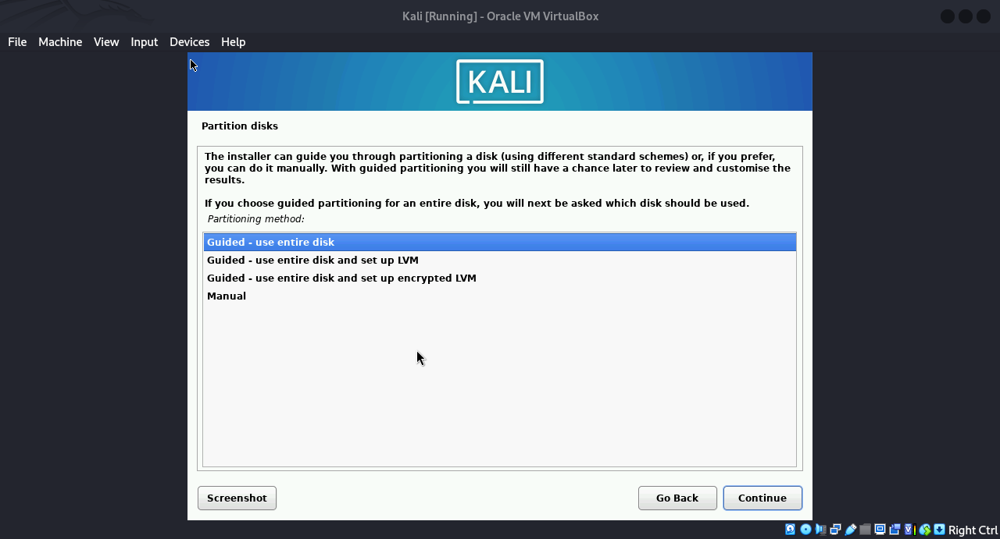 Kali [Running] - Oracle VM VirtualBox
File Machine View Input Devices Help
KALI
Partition disks
The installer can guide you through partitioning a disk (using different standard schemes) or, if you prefer,
you can do it manually. With guided partitioning you will still have a chance later to review and customise the
results.
If you choose guided partitioning for an entire disk, you will next be asked which disk should be used.
Partitioning method:
Guided - use entire disk
Guided - use entire disk and set up LVM
Guided - use entire disk and set up encrypted LVM
Manual
Screenshot Go Back Continue
Right Ctrl